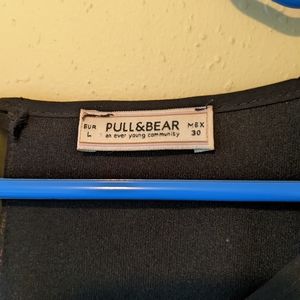 EUR PULL&BEAR MEX
L an ever young community 30